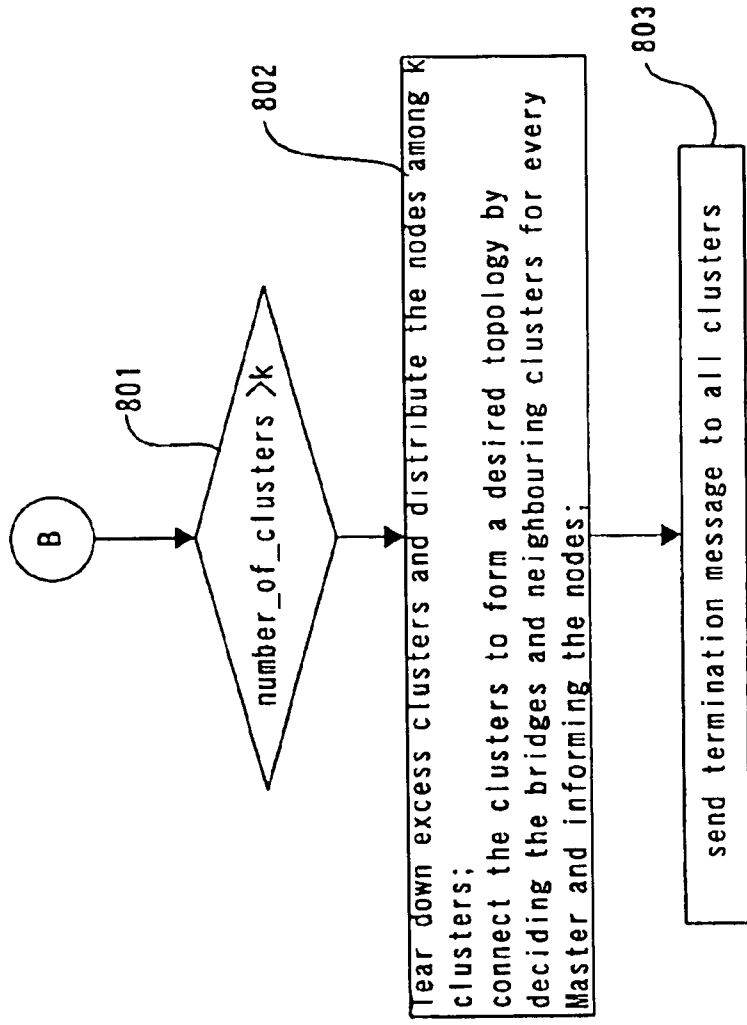 B
801
number_of_clusters >k
802
Tear down excess clusters and distribute the nodes among k
clusters;
connect the clusters to form a desired topology by
deciding the bridges and neighbouring clusters for every
Master and informing the nodes;
803
send termination message to all clusters